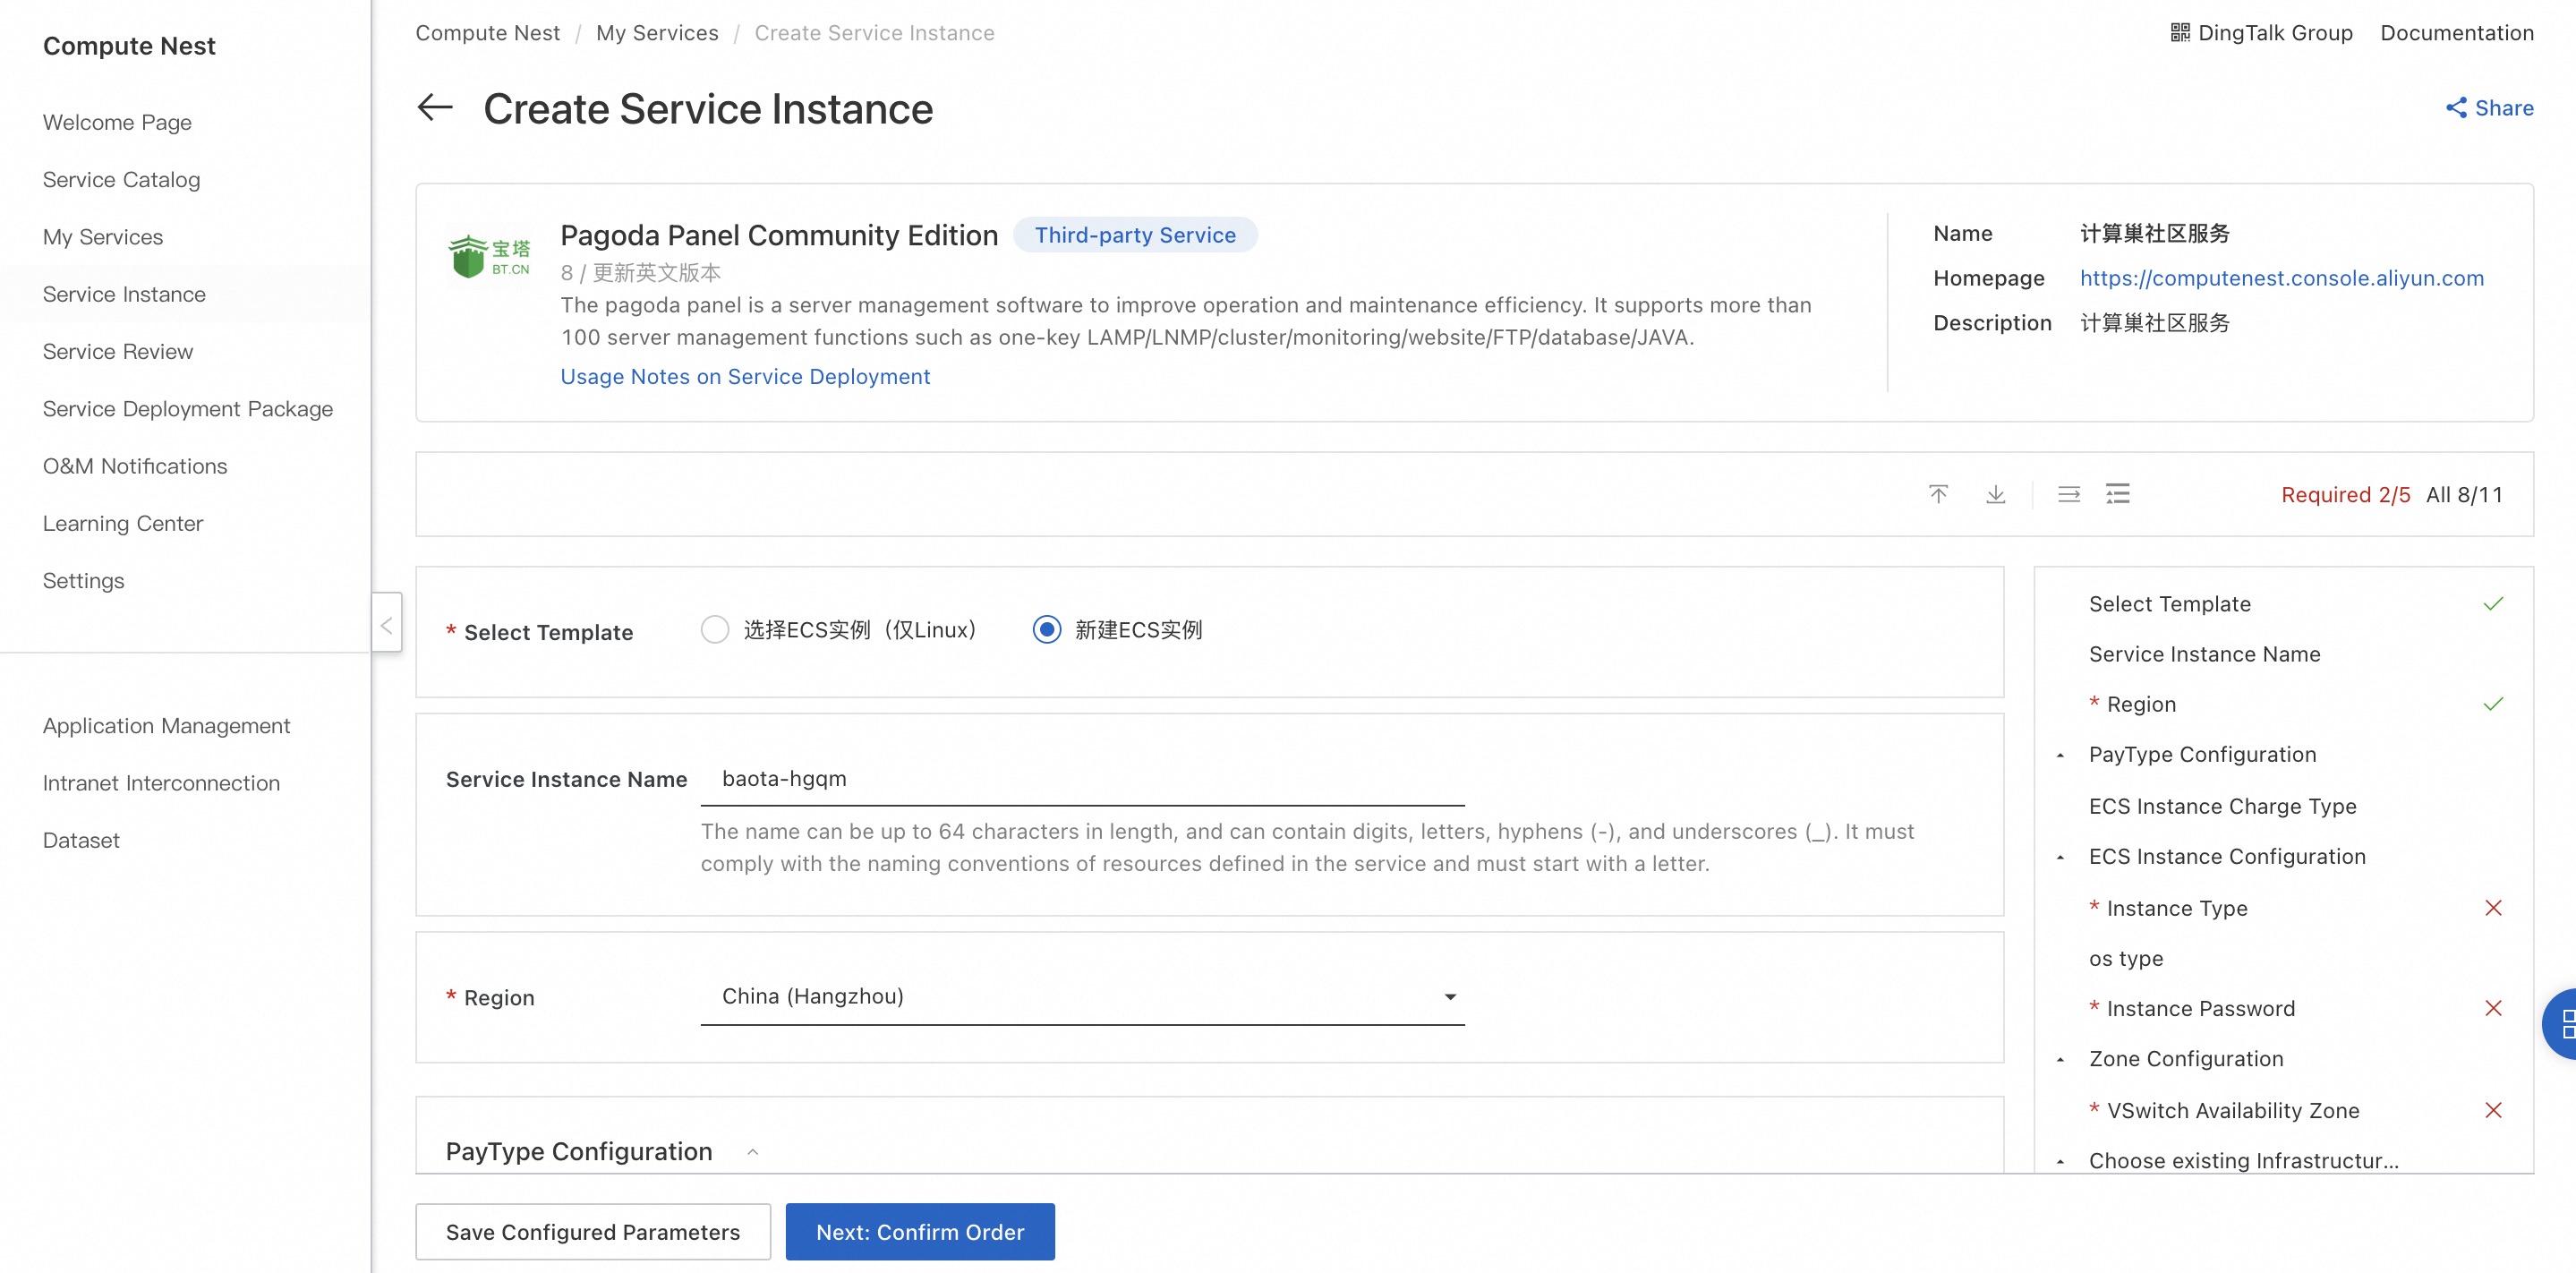 Compute Nest
Welcome Page
Service Catalog
My Services
Service Instance
Service Review
Service Deployment Package
O&M Notifications
Learning Center
Settings
Application Management
Intranet Interconnection
Dataset
Compute Nest / My Services / Create Service Instance
DingTalk Group Documentation
Create Service Instance
Share
宝塔
BT.CN
Pagoda Panel Community Edition Third-party Service
8 / 更新英文版本
The pagoda panel is a server management software to improve operation and maintenance efficiency. It supports more than
100 server management functions such as one-key LAMP/LNMP/cluster/monitoring/website/FTP/database/JAVA.
Usage Notes on Service Deployment
Name 计算巢社区服务
Homepage https://computenest.console.aliyun.com
Description 计算巢社区服务
Required 2/5 All 8/11
* Select Template 选择ECS实例（仅Linux） 新建ECS实例
Service Instance Name baota-hgqm
The name can be up to 64 characters in length, and can contain digits, letters, hyphens (-), and underscores (_). It must
comply with the naming conventions of resources defined in the service and must start with a letter.
* Region China (Hangzhou)
PayType Configuration
Select Template
Service Instance Name
* Region
PayType Configuration
ECS Instance Charge Type
ECS Instance Configuration
* Instance Type
os type
* Instance Password
Zone Configuration
* VSwitch Availability Zone
Choose existing Infrastructur...
Save Configured Parameters
Next: Confirm Order